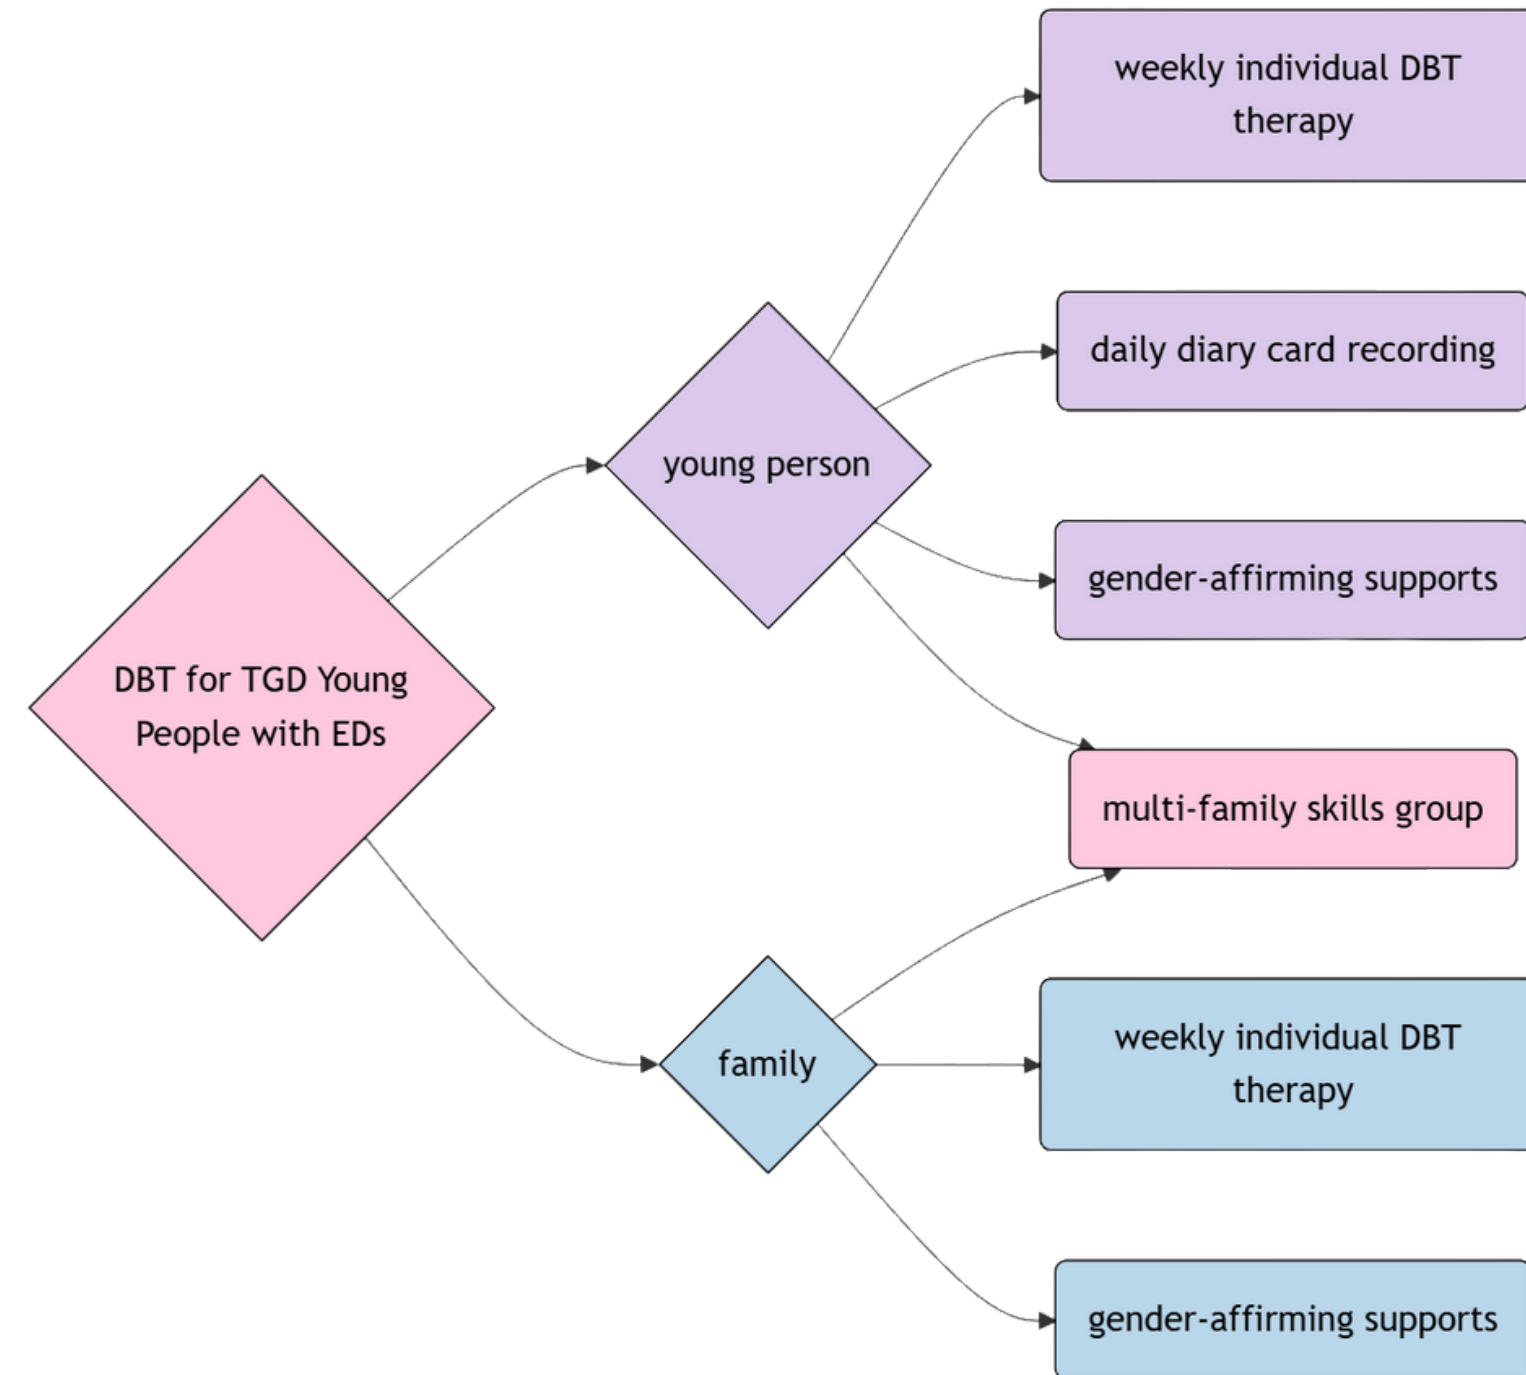 DBT for TGD Young
People with EDs
young person
weekly individual DBT
therapy
daily diary card recording
gender-affirming supports
multi-family skills group
family
weekly individual DBT
therapy
gender-affirming supports